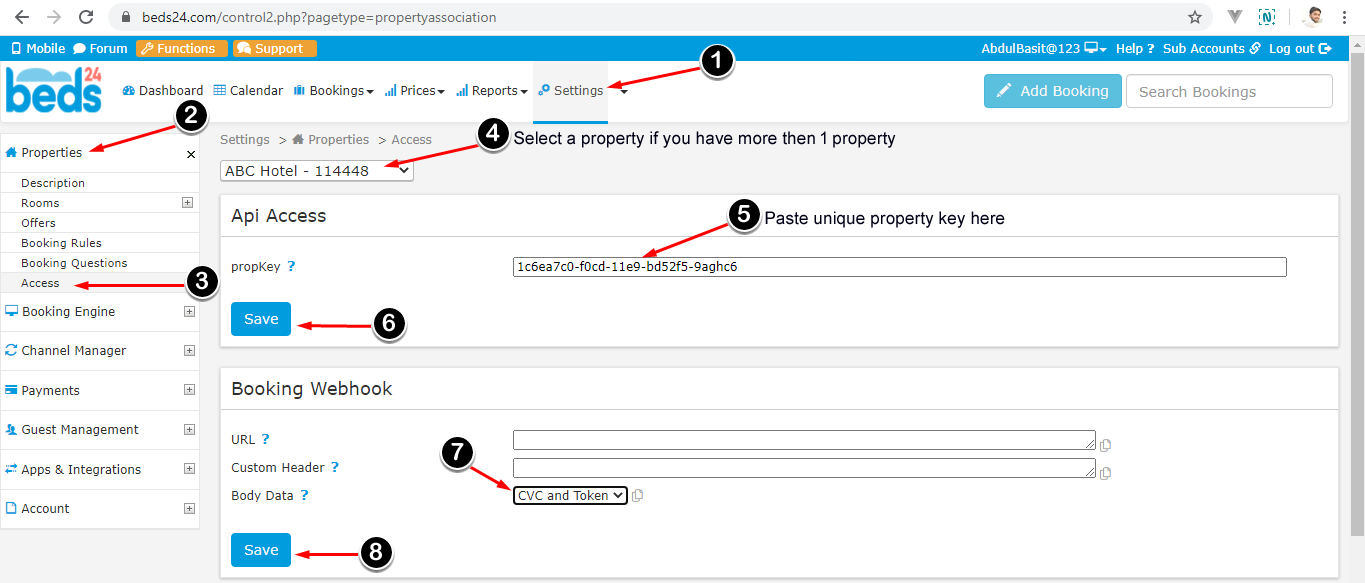 beds24.com/control2.php?pagetype=propertyassociation
Mobile Forum Functions Support AbdulBasit@123 Help ? Sub Accounts Log out
beds24
Dashboard Calendar Bookings Prices Reports Settings 1 Add Booking Search Bookings
2
Properties
Description
Rooms
Offers
Booking Rules
Booking Questions
Access
3
Booking Engine
Channel Manager
Payments
Guest Management
Apps & Integrations
Account
Settings > Properties > Access
4 Select a property if you have more then 1 property
ABC Hotel - 114448
Api Access
5 Paste unique property key here
propKey ? 1c6ea7c0-f0cd-11e9-bd52f5-9aghc6
Save
6
Booking Webhook
URL ?
Custom Header ?
7
Body Data ? CVC and Token
Save
8